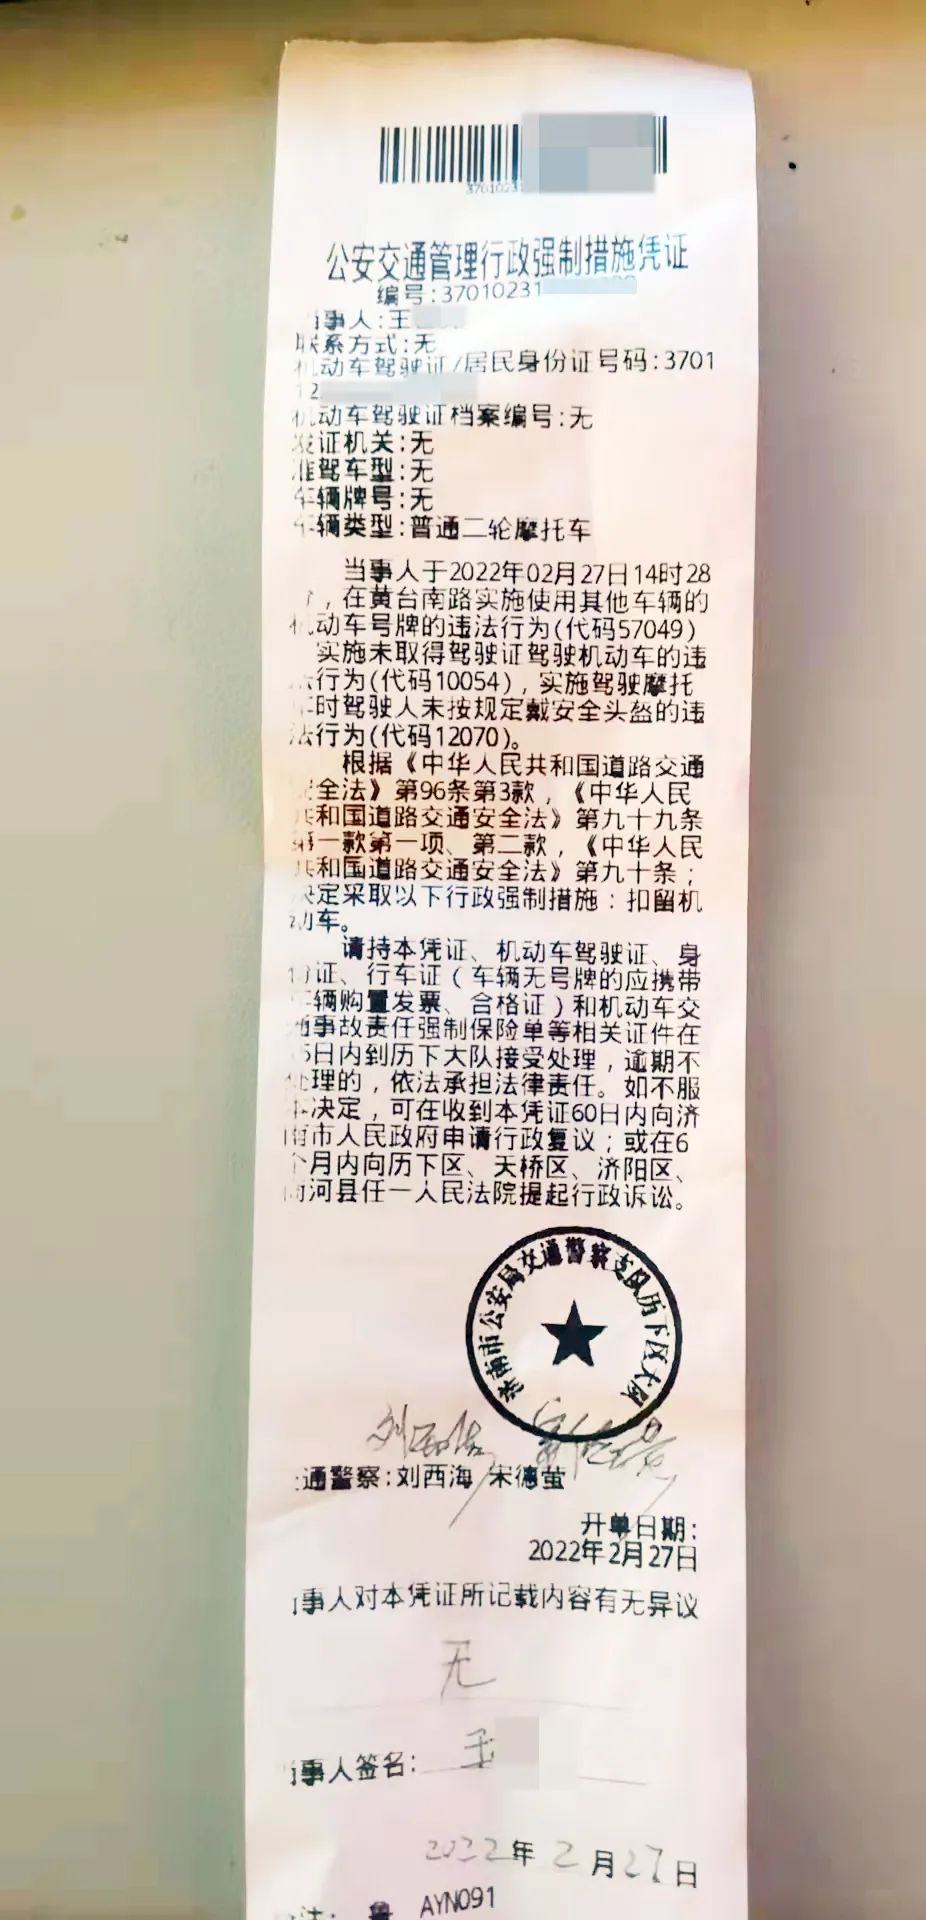 3701023
公安交通管理行政强制措施凭证
编号:37010231
事人:王
联系方式:无
机动车驾驶证/居民身份证号码:3701
12
机动车驾驶证档案编号:无
发证机关:无
准驾车型:无
车辆牌号:无
车辆类型:普通二轮摩托车
当事人于2022年02月27日14时28
,在黄台南路实施使用其他车辆的
机动车号牌的违法行为(代码57049)
实施未取得驾驶证驾驶机动车的违
法行为(代码10054),实施驾驶摩托
车时驾驶人未按规定戴安全头盔的违
法行为(代码12070)。
根据《中华人民共和国道路交通
安全法》第96条第3款,《中华人民
共和国道路交通安全法》第九十九条
第一款第一项、第二款,《中华人民
共和国道路交通安全法》第九十条;
决定采取以下行政强制措施:扣留机
动车。
请持本凭证、机动车驾驶证、身
份证、行车证(车辆无号牌的应携带
车辆购置发票、合格证)和机动车交
通事故责任强制保险单等相关证件在
5日内到历下大队接受处理,逾期不
处理的,依法承担法律责任。如不服
本决定,可在收到本凭证60日内向济
南市人民政府申请行政复议;或在6
个月内向历下区、天桥区、济阳区、
商河县任一人民法院提起行政诉讼。
济南市公安局交通警察支队历下区大队
刘西海
交通警察:刘西海 宋德萤
开单日期:
2022年2月27日
事人对本凭证所记载内容有无异议
无
当事人签名: 王
2022年2月27日
注: 鲁 AYN091